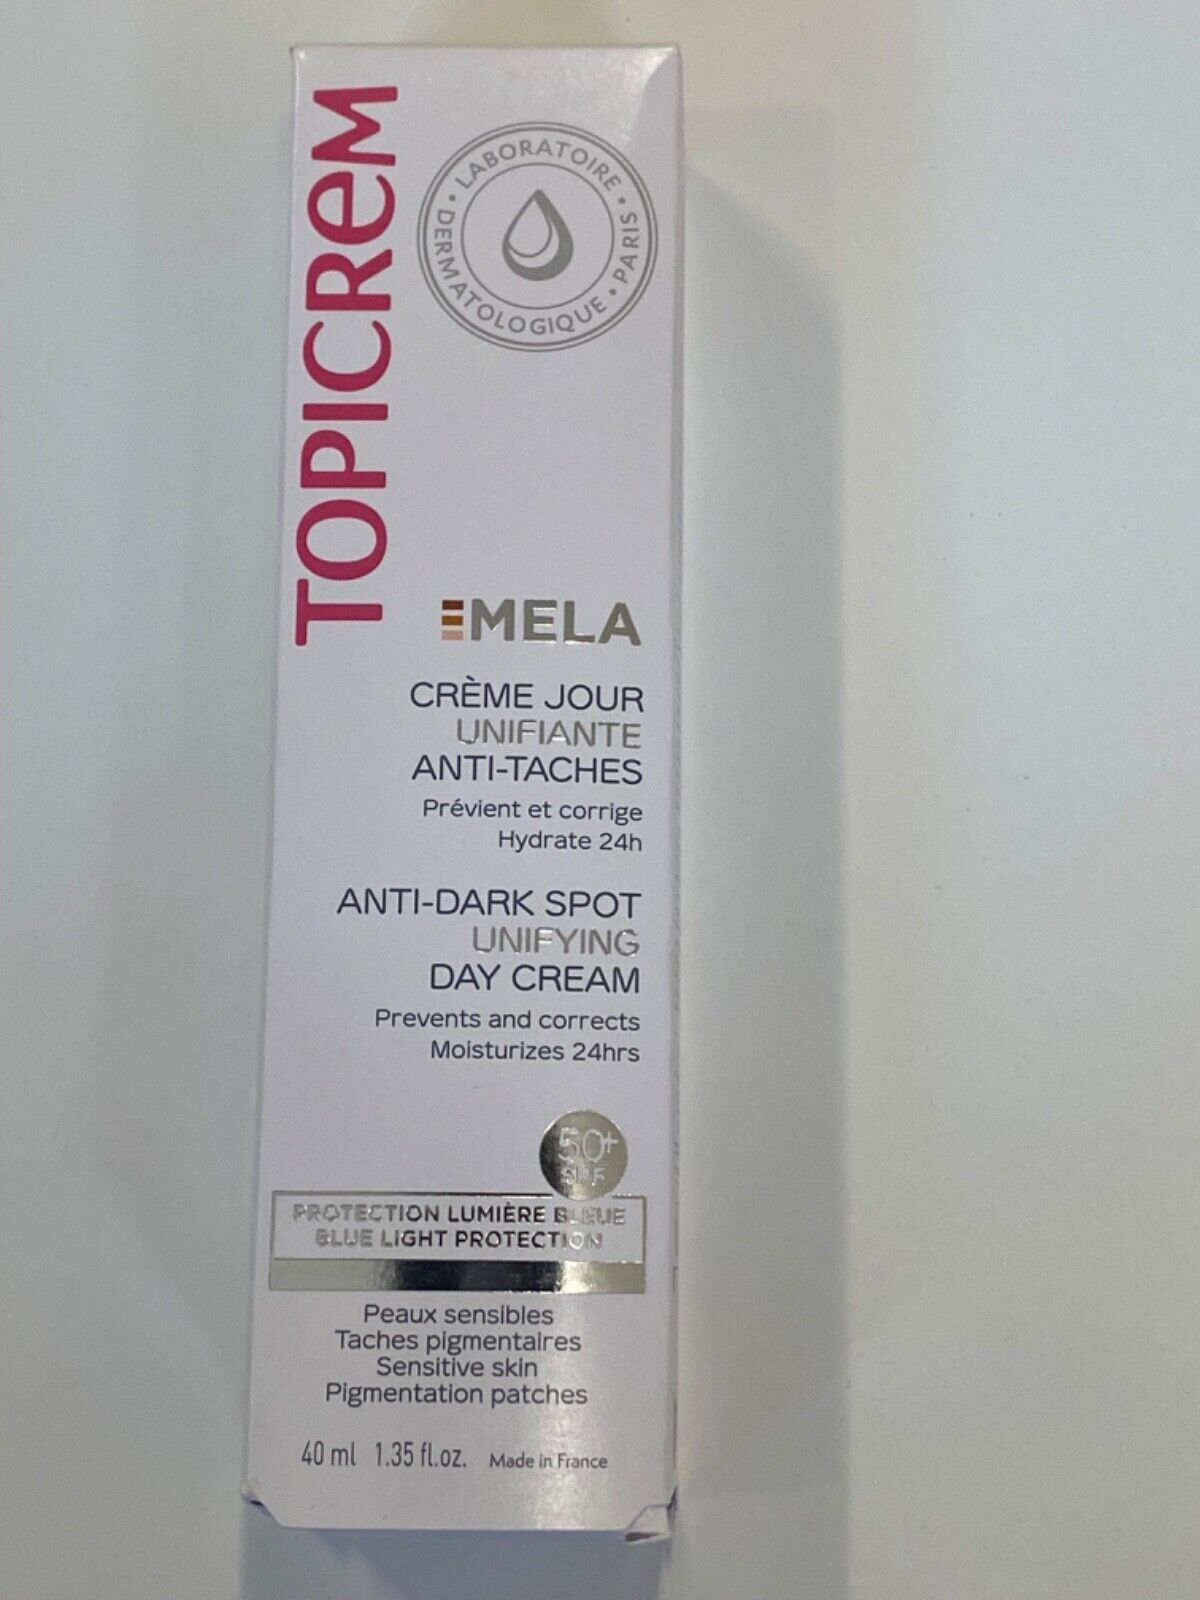 TOPICREM
LABORATOIRE • PARIS • DERMATOLOGIQUE •
MELA
CRÈME JOUR
UNIFIANTE
ANTI-TACHES
Prévient et corrige
Hydrate 24h
ANTI-DARK SPOT
UNIFYING
DAY CREAM
Prevents and corrects
Moisturizes 24hrs
50+
SPF
PROTECTION LUMIÈRE BLEUE
BLUE LIGHT PROTECTION
Peaux sensibles
Taches pigmentaires
Sensitive skin
Pigmentation patches
40 ml 1.35 fl.oz. Made in France